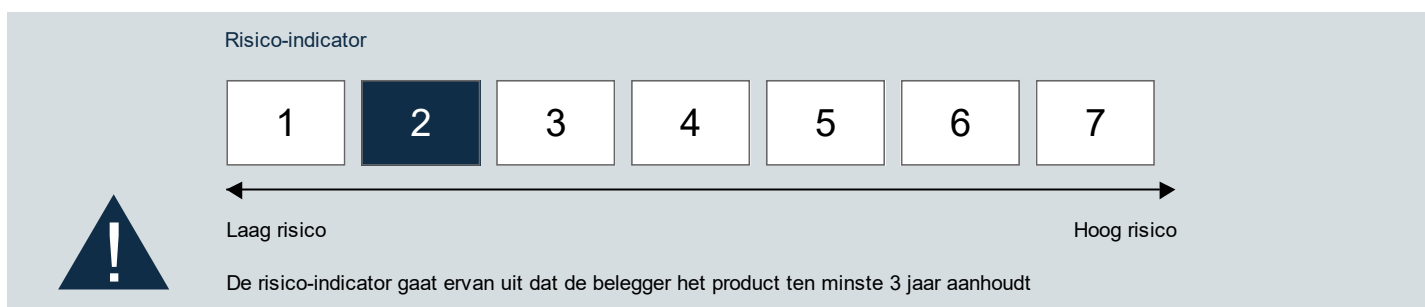 Risico-indicator
1 2 3 4 5 6 7
Laag risico Hoog risico
!
De risico-indicator gaat ervan uit dat de belegger het product ten minste 3 jaar aanhoudt